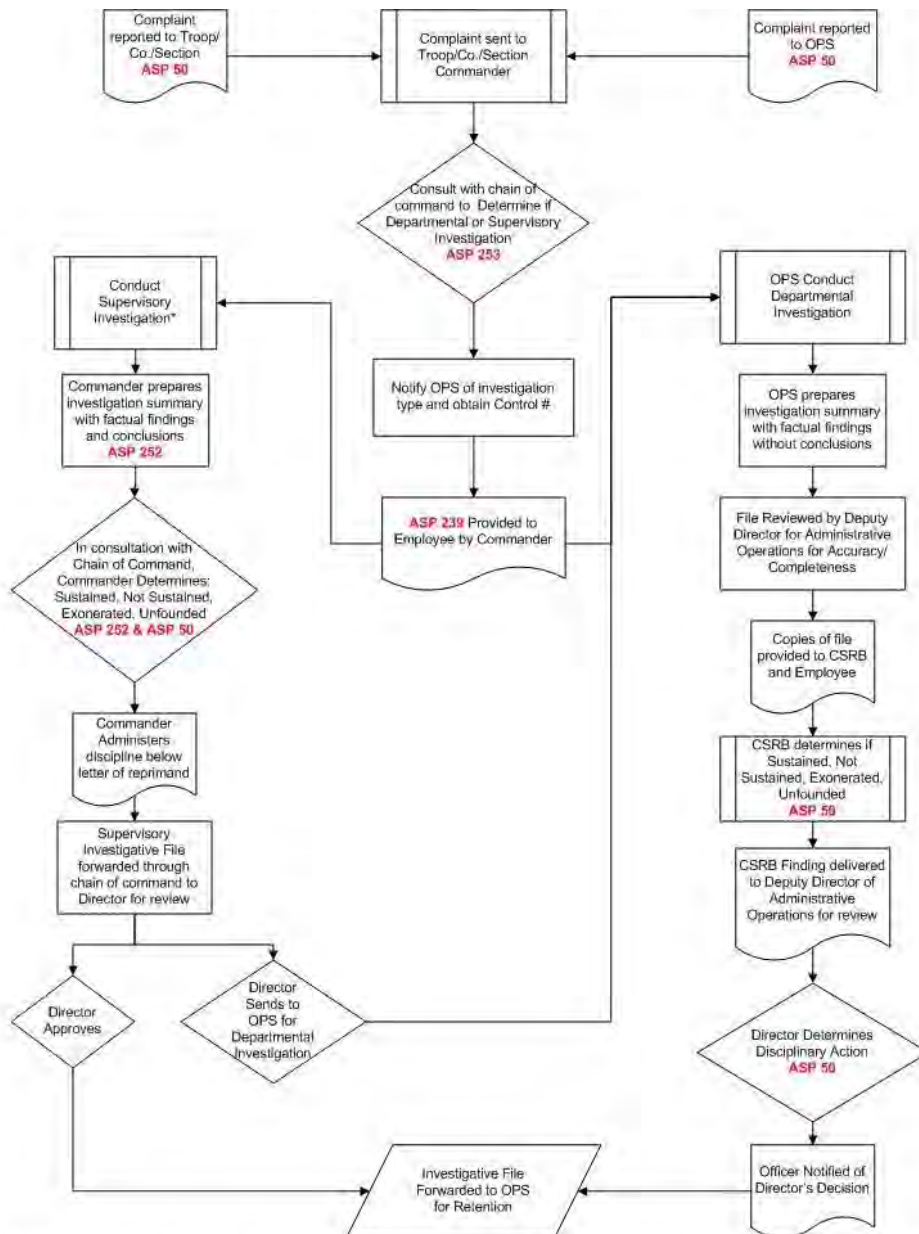 Complaint
reported to Troop/
Co./Section
ASP 50
Complaint sent to
Troop/Co./Section
Commander
Complaint reported
to OPS
ASP 50
Consult with chain of
command to Determine if
Departmental or Supervisory
Investigation
ASP 253
Conduct
Supervisory
Investigation*
OPS Conduct
Departmental
Investigation
Commander prepares
investigation summary
with factual findings
and conclusions
ASP 252
Notify OPS of investigation
type and obtain Control #
OPS prepares
investigation summary
with factual findings
without conclusions
ASP 239 Provided to
Employee by Commander
File Reviewed by Deputy
Director for Administrative
Operations for Accuracy/
Completeness
In consultation with
Chain of Command,
Commander Determines:
Sustained, Not Sustained,
Exonerated, Unfounded
ASP 252 & ASP 50
Copies of file
provided to CSRB
and Employee
Commander
Administers
discipline below
letter of reprimand
CSRB determines if
Sustained, Not
Sustained, Exonerated,
Unfounded
ASP 50
Supervisory
Investigative File
forwarded through
chain of command to
Director for review
CSRB Finding delivered
to Deputy Director of
Administrative
Operations for review
Director
Approves
Director
Sends to
OPS for
Departmental
Investigation
Director Determines
Disciplinary Action
ASP 50
Investigative File
Forwarded to OPS
for Retention
Officer Notified of
Director's Decision